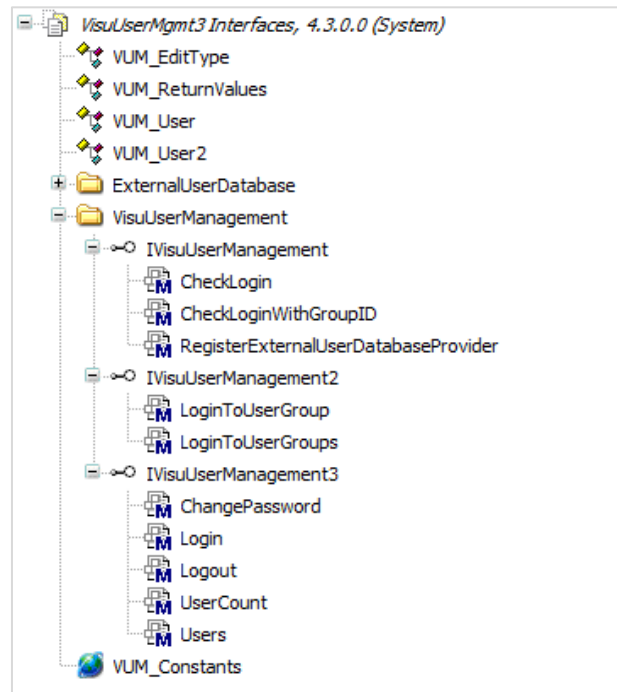 VisuUserMgmt3 Interfaces, 4.3.0.0 (System)
VUM_EditType
VUM_ReturnValues
VUM_User
VUM_User2
ExternalUserDatabase
VisuUserManagement
IVisuUserManagement
CheckLogin
CheckLoginWithGroupID
RegisterExternalUserDatabaseProvider
IVisuUserManagement2
LoginToUserGroup
LoginToUserGroups
IVisuUserManagement3
ChangePassword
Login
Logout
UserCount
Users
VUM_Constants